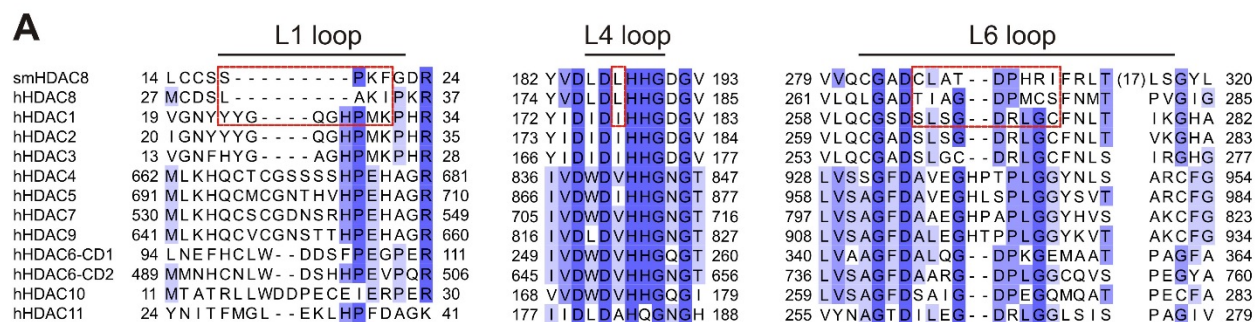 A
L1 loop L4 loop L6 loop
smHDAC8 14 LCCSS---------PKFGDR 24 182 YVDLDLHHGDGV 193 279 VVQCGADCLAT--DPHRIFRLT (17) LSGYL 320
hHDAC8 27 MCDSL---------AKIPKR 37 174 YVDLDLHHGDGV 185 261 VLQLGADTIAG--DPMCSFNMT PVGIG 285
hHDAC1 19 VGNYYYG----QGHPMKPHR 34 172 YIDIDIHHGDGV 183 258 VLQCGSDSLSG--DRLGCFNLT IKGHA 282
hHDAC2 20 IGNYYYG----QGHPMKPHR 35 173 YIDIDIHHGDGV 184 259 VLQCGADSLSG--DRLGCFNLT VKGHA 283
hHDAC3 13 VGNFHYG----AGHPMKPHR 28 166 YIDIDIHHGDGV 177 253 VLQCGADSLGC--DRLGCFNLS IRGHG 277
hHDAC4 662 MLKHQCTCGSSSSHPEHAGR 681 836 IVDWDVHHGNGT 847 928 LVSSGFDAVEGHPTPLGGYNLS ARCFG 954
hHDAC5 691 MLKHQCMCGNTHVHPEHAGR 710 866 IVDWDIHHGNGT 877 958 LVSAGFDAVEGHLSPLGGYSVT ARCFG 984
hHDAC7 530 MLKHQCSCGDNSRHPEHAGR 549 705 IVDWDVHHGNGT 716 797 LVSAGFDAAEGHPAPLGGYHVS AKCFG 823
hHDAC9 641 MLKHQCVCGNSTTHPEHAGR 660 816 IVDLDVHHGNGT 827 908 LVSAGFDALEGHTPPLGGYKVT AKCFG 934
hHDAC6-CD1 94 LNEFHCLW--DDSFPEGPER 111 249 IVDWDVHHGQGT 260 340 LVAAGFDALQG--DPKGEMAAT PAGFA 364
hHDAC6-CD2 489 MMNHCNLW--DSHHPEVPQR 506 645 IVDWDVHHGNGT 656 736 LVSAGFDAARG--DPLGGCQVS PEGYA 760
hHDAC10 11 MTATRLLWDDPECEIERPER 30 168 VVDWDVHHGQGI 179 259 LVSAGFDSAIG--DPEGQMQAT PECFA 283
hHDAC11 24 YNITFMGL--EKLHPFDAGK 41 177 IIDLDAHQGNGH 188 255 VVYNAGTDILEG--DRLGGLSIS PAGIV 279